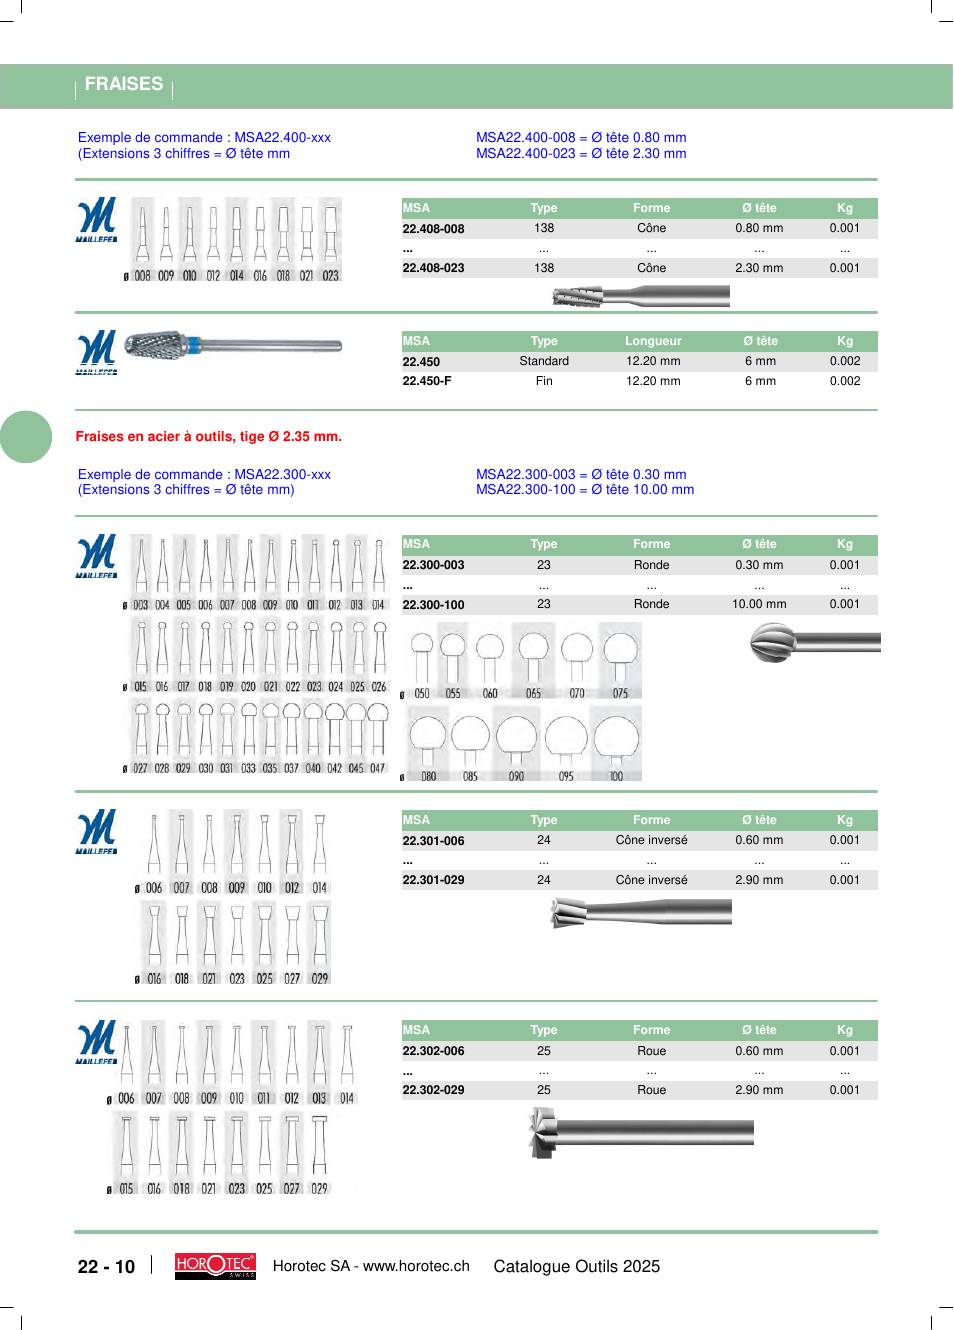 FRAISES
Exemple de commande : MSA22.400-xxx
(Extensions 3 chiffres = Ø tête mm
MSA22.400-008 = Ø tête 0.80 mm
MSA22.400-023 = Ø tête 2.30 mm
MAILLEFER
ø 008 009 010 012 014 016 018 021 023
MSA Type Forme Ø tête Kg
22.408-008 138 Cône 0.80 mm 0.001
... ... ... ... ...
22.408-023 138 Cône 2.30 mm 0.001
MAILLEFER
MSA Type Longueur Ø tête Kg
22.450 Standard 12.20 mm 6 mm 0.002
22.450-F Fin 12.20 mm 6 mm 0.002
Fraises en acier à outils, tige Ø 2.35 mm.
Exemple de commande : MSA22.300-xxx
(Extensions 3 chiffres = Ø tête mm)
MSA22.300-003 = Ø tête 0.30 mm
MSA22.300-100 = Ø tête 10.00 mm
MAILLEFER
ø 003 004 005 006 007 008 009 010 011 012 013 014
ø 015 016 017 018 019 020 021 022 023 024 025 026
ø 027 028 029 030 031 033 035 037 040 042 045 047
MSA Type Forme Ø tête Kg
22.300-003 23 Ronde 0.30 mm 0.001
... ... ... ... ...
22.300-100 23 Ronde 10.00 mm 0.001
ø 050 055 060 065 070 075
ø 080 085 090 095 100
MAILLEFER
ø 006 007 008 009 010 012 014
ø 016 018 021 023 025 027 029
MSA Type Forme Ø tête Kg
22.301-006 24 Cône inversé 0.60 mm 0.001
... ... ... ... ...
22.301-029 24 Cône inversé 2.90 mm 0.001
MAILLEFER
ø 006 007 008 009 010 011 012 013 014
ø 015 016 018 021 023 025 027 029
MSA Type Forme Ø tête Kg
22.302-006 25 Roue 0.60 mm 0.001
... ... ... ... ...
22.302-029 25 Roue 2.90 mm 0.001
22 - 10
HOROTEC®
SWISS
Horotec SA - www.horotec.ch
Catalogue Outils 2025